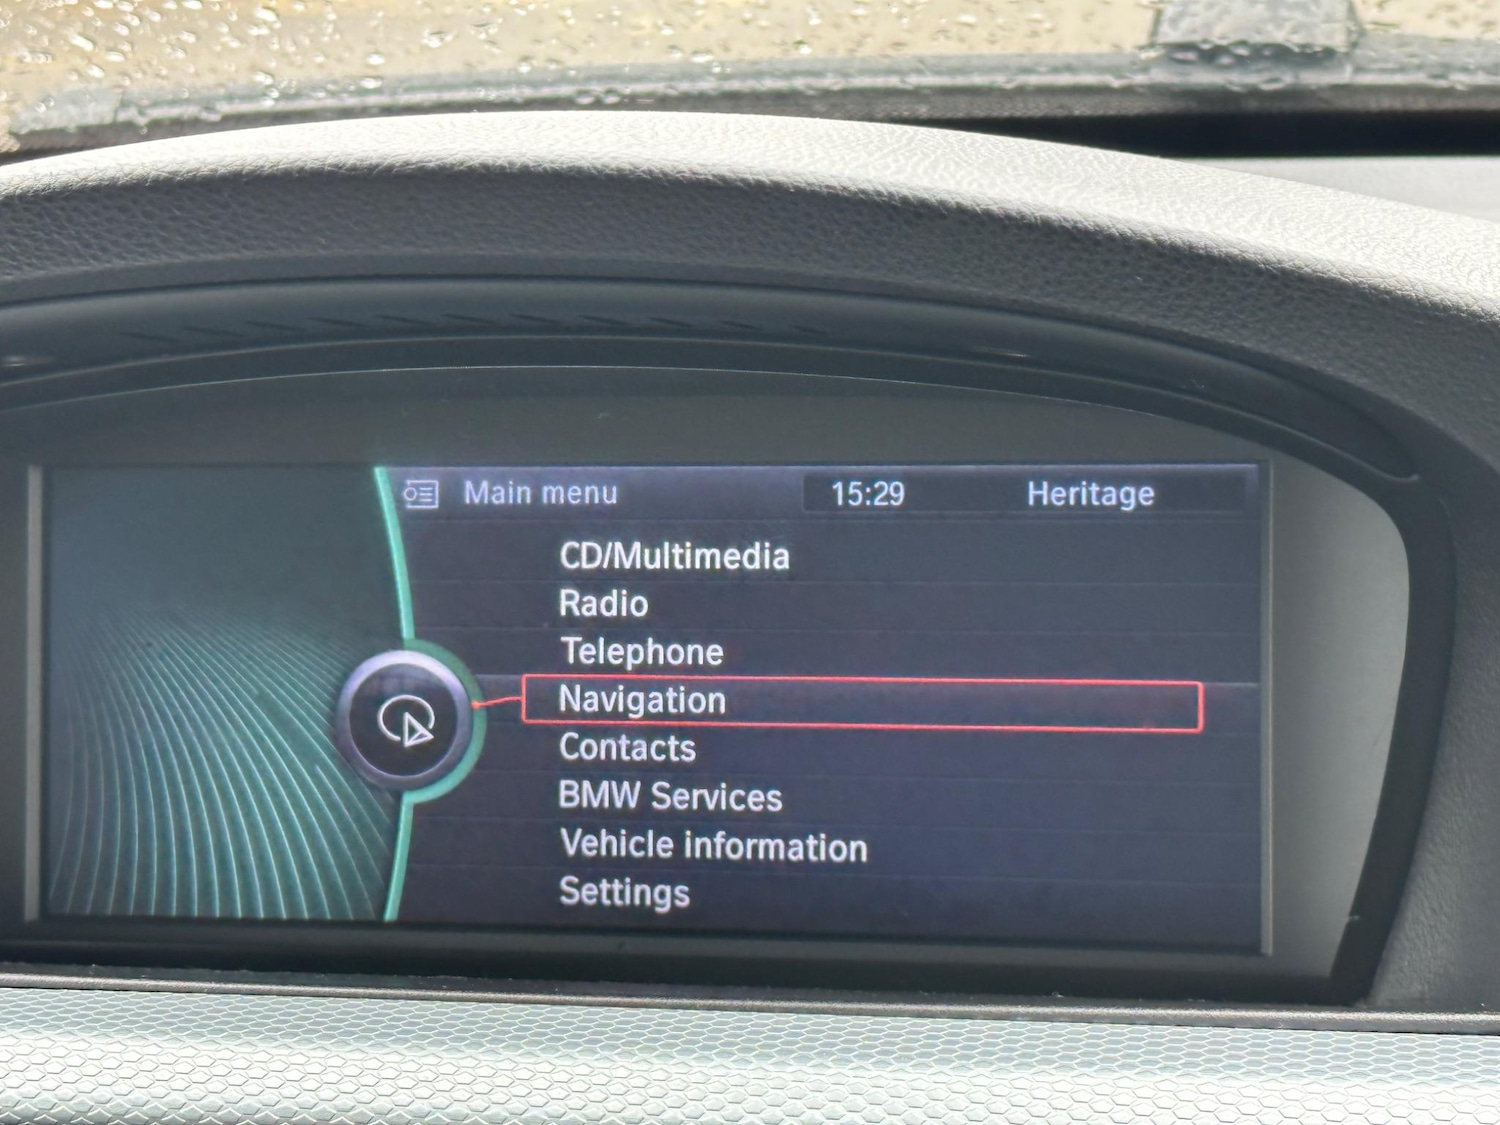 Main menu 15:29 Heritage
CD/Multimedia
Radio
Telephone
Navigation
Contacts
BMW Services
Vehicle information
Settings